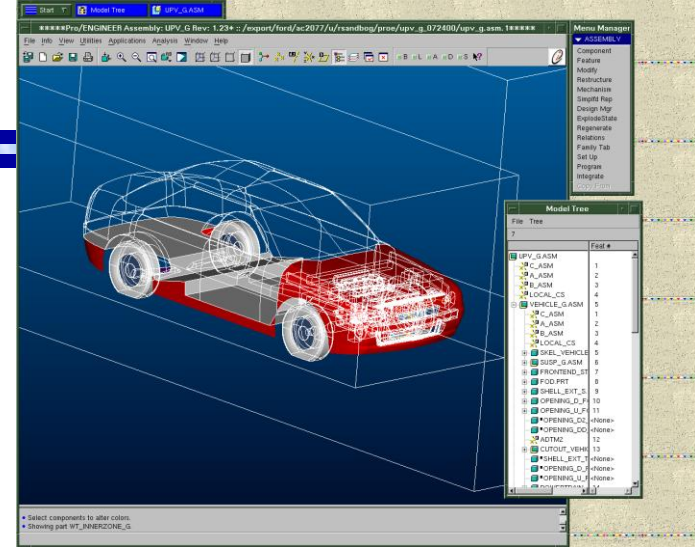 Start
Model Tree
UPV_G.ASM
*****Pro/ENGINEER Assembly: UPV_G Rev: 1.23+ :: /export/ford/ac2077/u/rsandbog/proe/upv_g_072400/upv_g.asm.1*****
File Info View Utilities Applications Analysis Window Help
Menu Manager
ASSEMBLY
Component
Feature
Modify
Restructure
Mechanism
Simplfd Rep
Design Mgr
ExplodeState
Regenerate
Relations
Family Tab
Set Up
Program
Integrate
Model Tree
File Tree
?
Feat #
UPV_G.ASM
C_ASM 1
A_ASM 2
B_ASM 3
LOCAL_CS 4
VEHICLE_G.ASM 5
C_ASM 1
A_ASM 2
B_ASM 3
LOCAL_CS 4
SKEL_VEHICLE 5
SUSP_G.ASM 6
FRONTEND_ST 7
FOD.PRT 8
SHELL_EXT_S. 9
OPENING_D_F 10
OPENING_U_F 11
OPENING_D2_ <None>
OPENING_DD_ <None>
ADTM2 12
CUTOUT_VEHI 13
SHELL_EXT_T <None>
OPENING_D_F <None>
OPENING_U_F <None>
Select components to alter colors.
Showing part WT_INNERZONE_G.